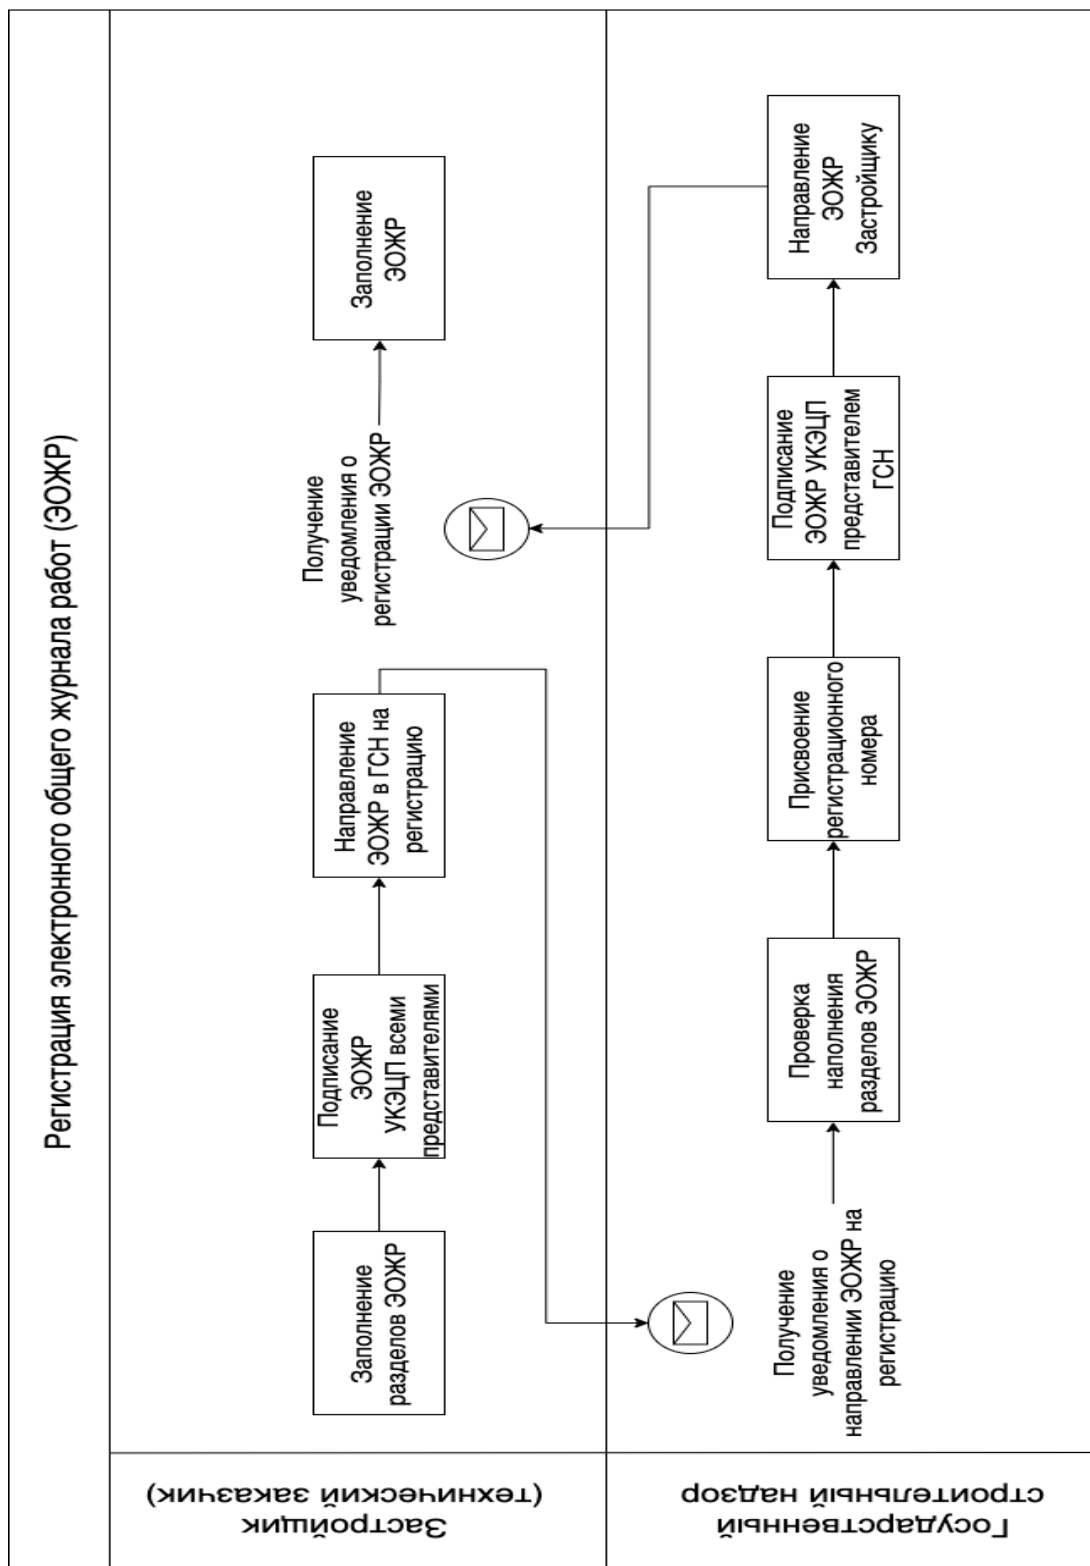 Регистрация электронного общего журнала работ (ЭОЖР)
Застройщик
(технический заказчик)
Заполнение
разделов ЭОЖР
Подписание
ЭОЖР
УКЭЦП всеми
представителями
Направление
ЭОЖР в ГСН на
регистрацию
Получение
уведомления о
регистрации ЭОЖР
Заполнение
ЭОЖР
Государственный
строительный надзор
Получение
уведомления о
направлении ЭОЖР на
регистрацию
Проверка
наполнения
разделов ЭОЖР
Присвоение
регистрационного
номера
Подписание
ЭОЖР УКЭЦП
представителем
ГСН
Направление
ЭОЖР
Застройщику